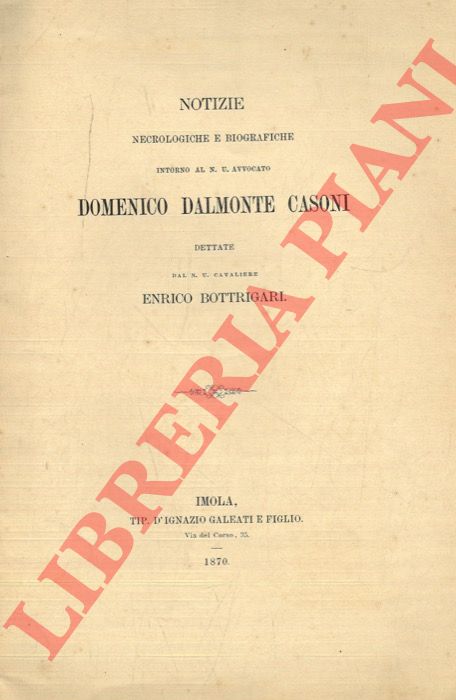 NOTIZIE
NECROLOGICHE E BIOGRAFICHE
INTORNO AL N. U. AVVOCATO
DOMENICO DALMONTE CASONI
DETTATE
DAL N. U. CAVALIERE
ENRICO BOTTRIGARI.
IMOLA,
TIP. D'IGNAZIO GALEATI E FIGLIO.
Via del Corso, 35.
1870.
LIBRERIA PIANI